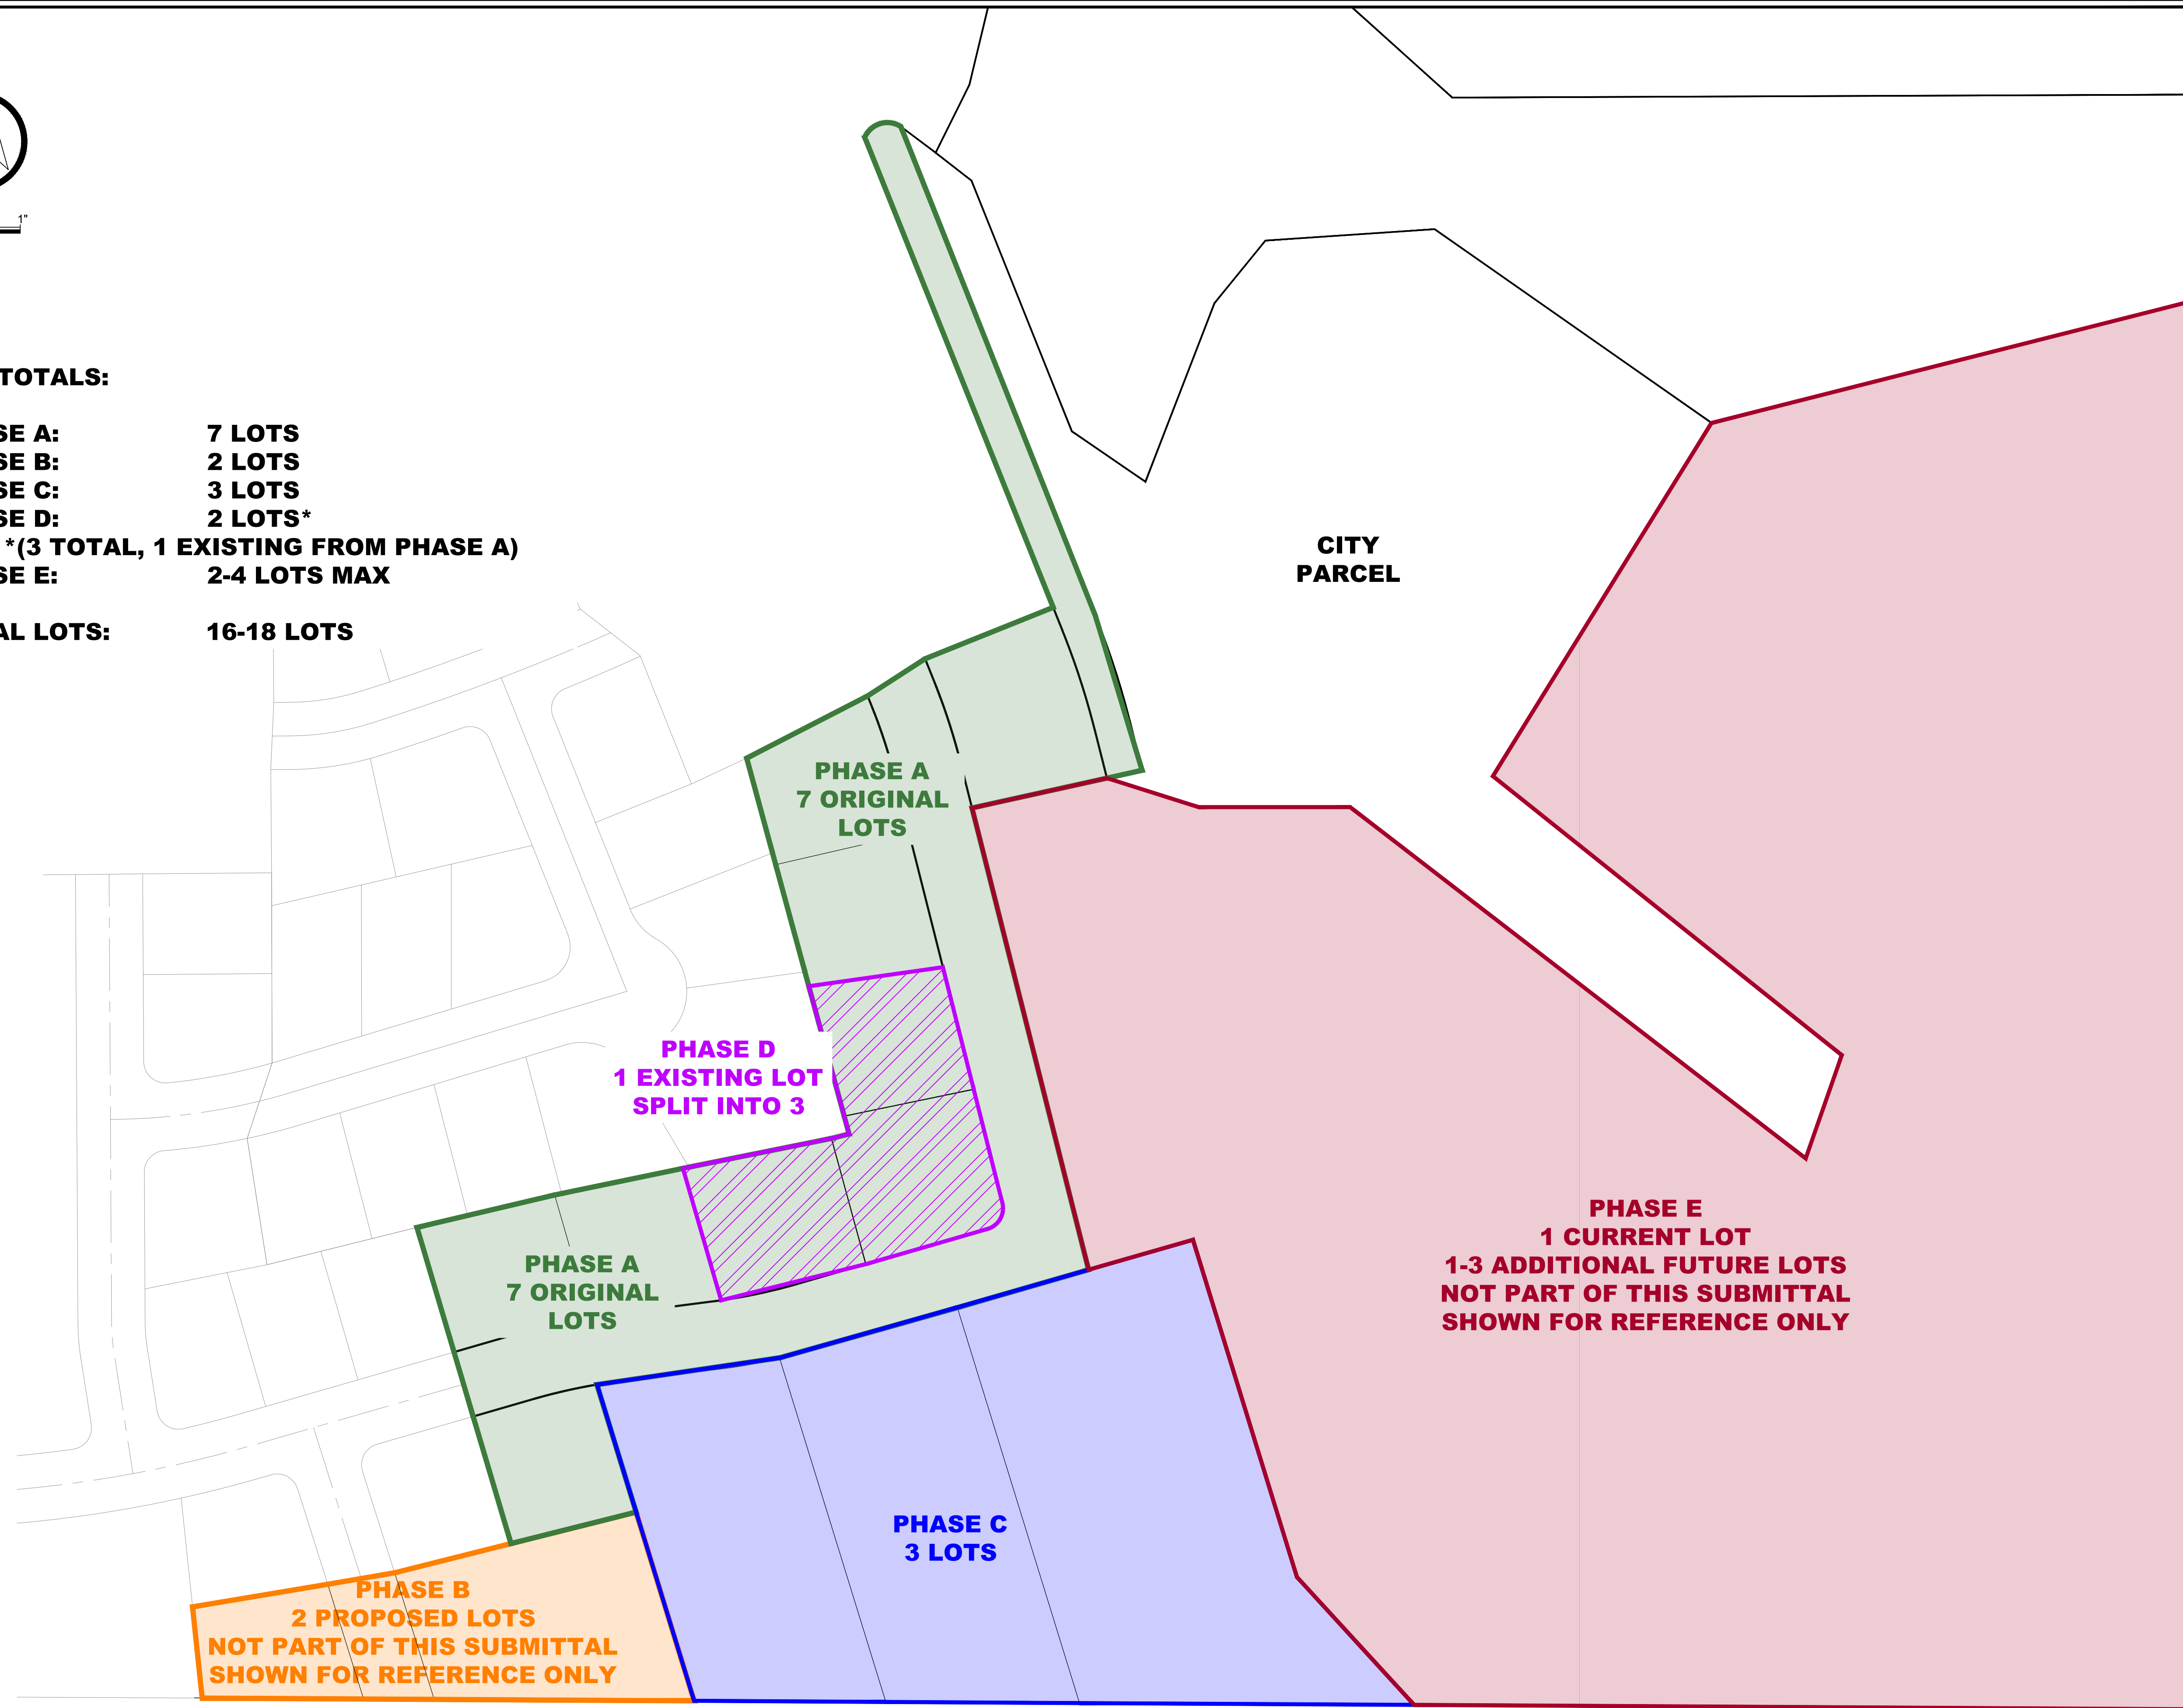 1"
TOTALS:
SE A: 7 LOTS
SE B: 2 LOTS
SE C: 3 LOTS
SE D: 2 LOTS*
*(3 TOTAL, 1 EXISTING FROM PHASE A)
SE E: 2-4 LOTS MAX
AL LOTS: 16-18 LOTS
CITY
PARCEL
PHASE A
7 ORIGINAL
LOTS
PHASE D
1 EXISTING LOT
SPLIT INTO 3
PHASE A
7 ORIGINAL
LOTS
PHASE E
1 CURRENT LOT
1-3 ADDITIONAL FUTURE LOTS
NOT PART OF THIS SUBMITTAL
SHOWN FOR REFERENCE ONLY
PHASE C
3 LOTS
PHASE B
2 PROPOSED LOTS
NOT PART OF THIS SUBMITTAL
SHOWN FOR REFERENCE ONLY